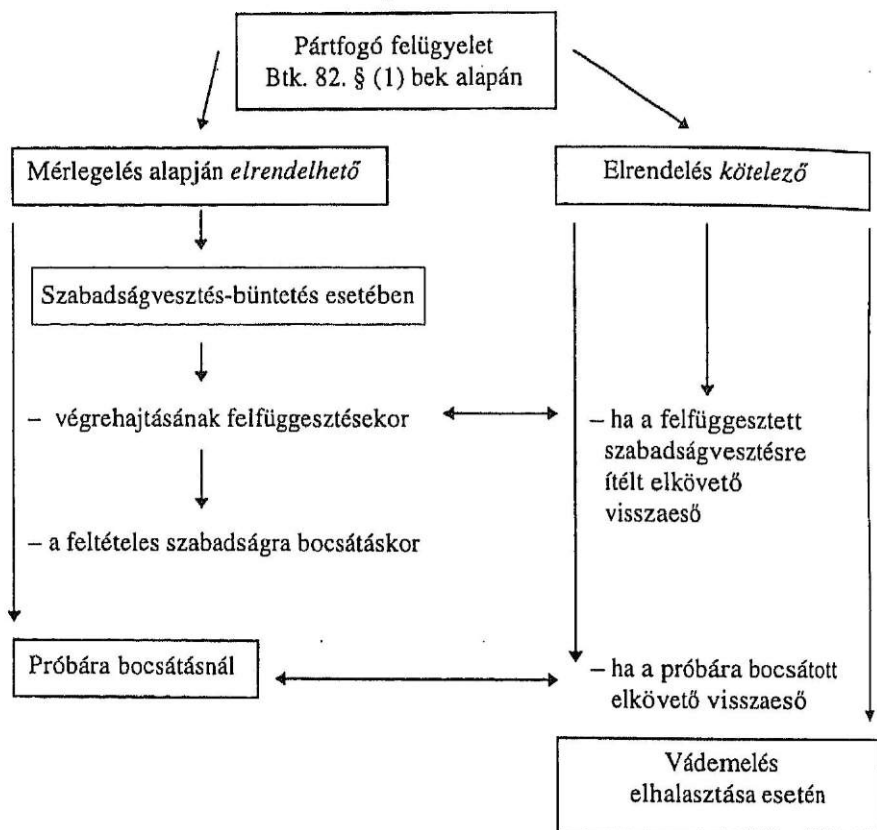 Pártfogó felügyelet
Btk. 82. § (1) bek alapán
Mérlegelés alapján elrendelhető
Elrendelés kötelező
Szabadságvesztés-büntetés esetében
– végrehajtásának felfüggesztésekor
– ha a felfüggesztett
szabadságvesztésre
ítélt elkövető
visszaeső
– a feltételes szabadságra bocsátáskor
Próbára bocsátásnál
– ha a próbára bocsátott
elkövető visszaeső
Vádemelés
elhalasztása esetén